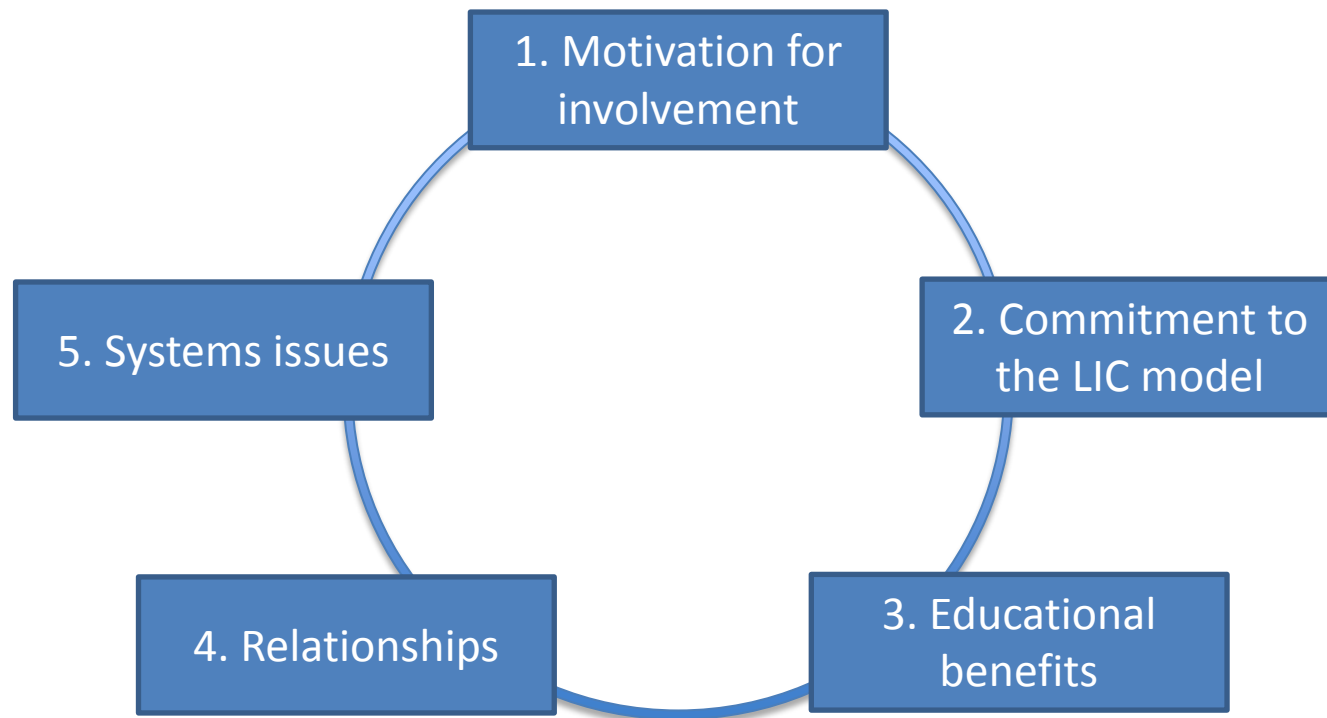 1. Motivation for
involvement
2. Commitment to
the LIC model
3. Educational
benefits
4. Relationships
5. Systems issues